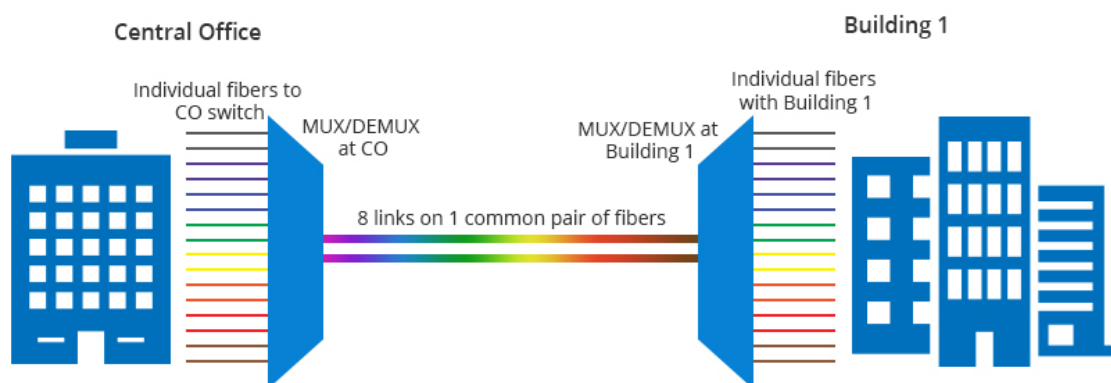 Central Office
Building 1
Individual fibers to
CO switch
MUX/DEMUX
at CO
8 links on 1 common pair of fibers
MUX/DEMUX at
Building 1
Individual fibers
with Building 1